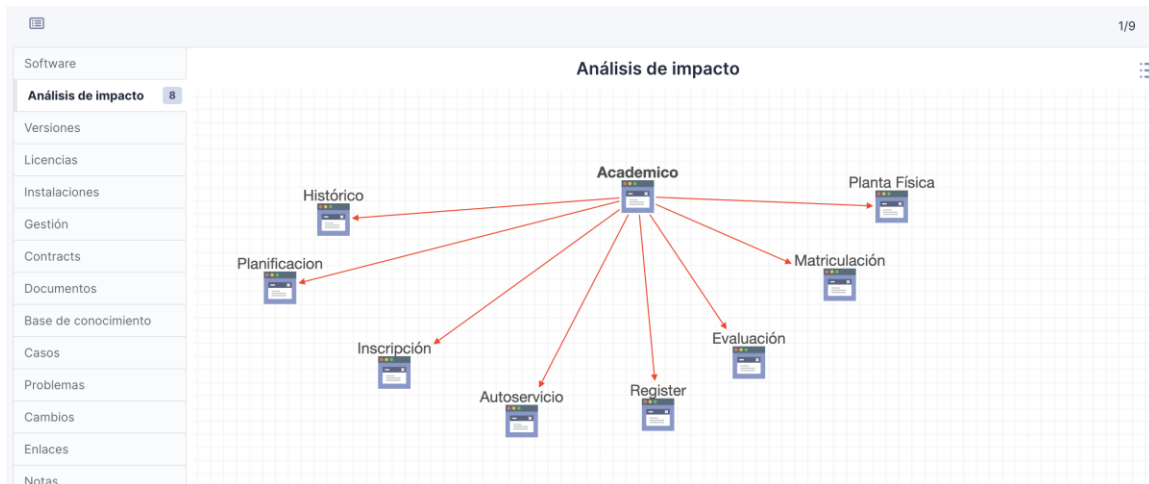 1/9
Software
Análisis de impacto 8
Versiones
Licencias
Instalaciones
Gestión
Contracts
Documentos
Base de conocimiento
Casos
Problemas
Cambios
Enlaces
Notas
Análisis de impacto
Academico
Planta Física
Histórico
Planificacion
Matriculación
Inscripción
Evaluación
Autoservicio
Register